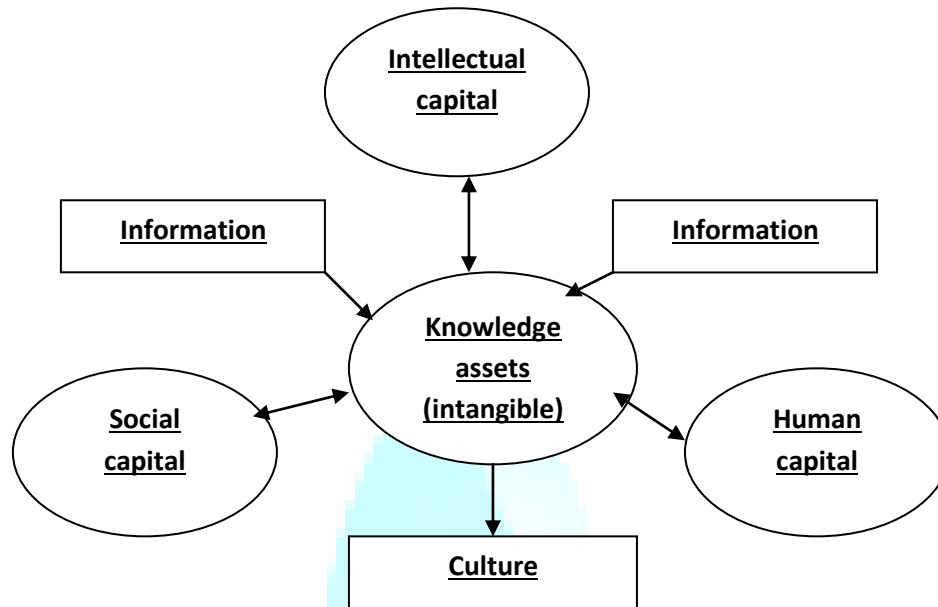 Intellectual
capital
Information
Information
Knowledge
assets
(intangible)
Social
capital
Human
capital
Culture